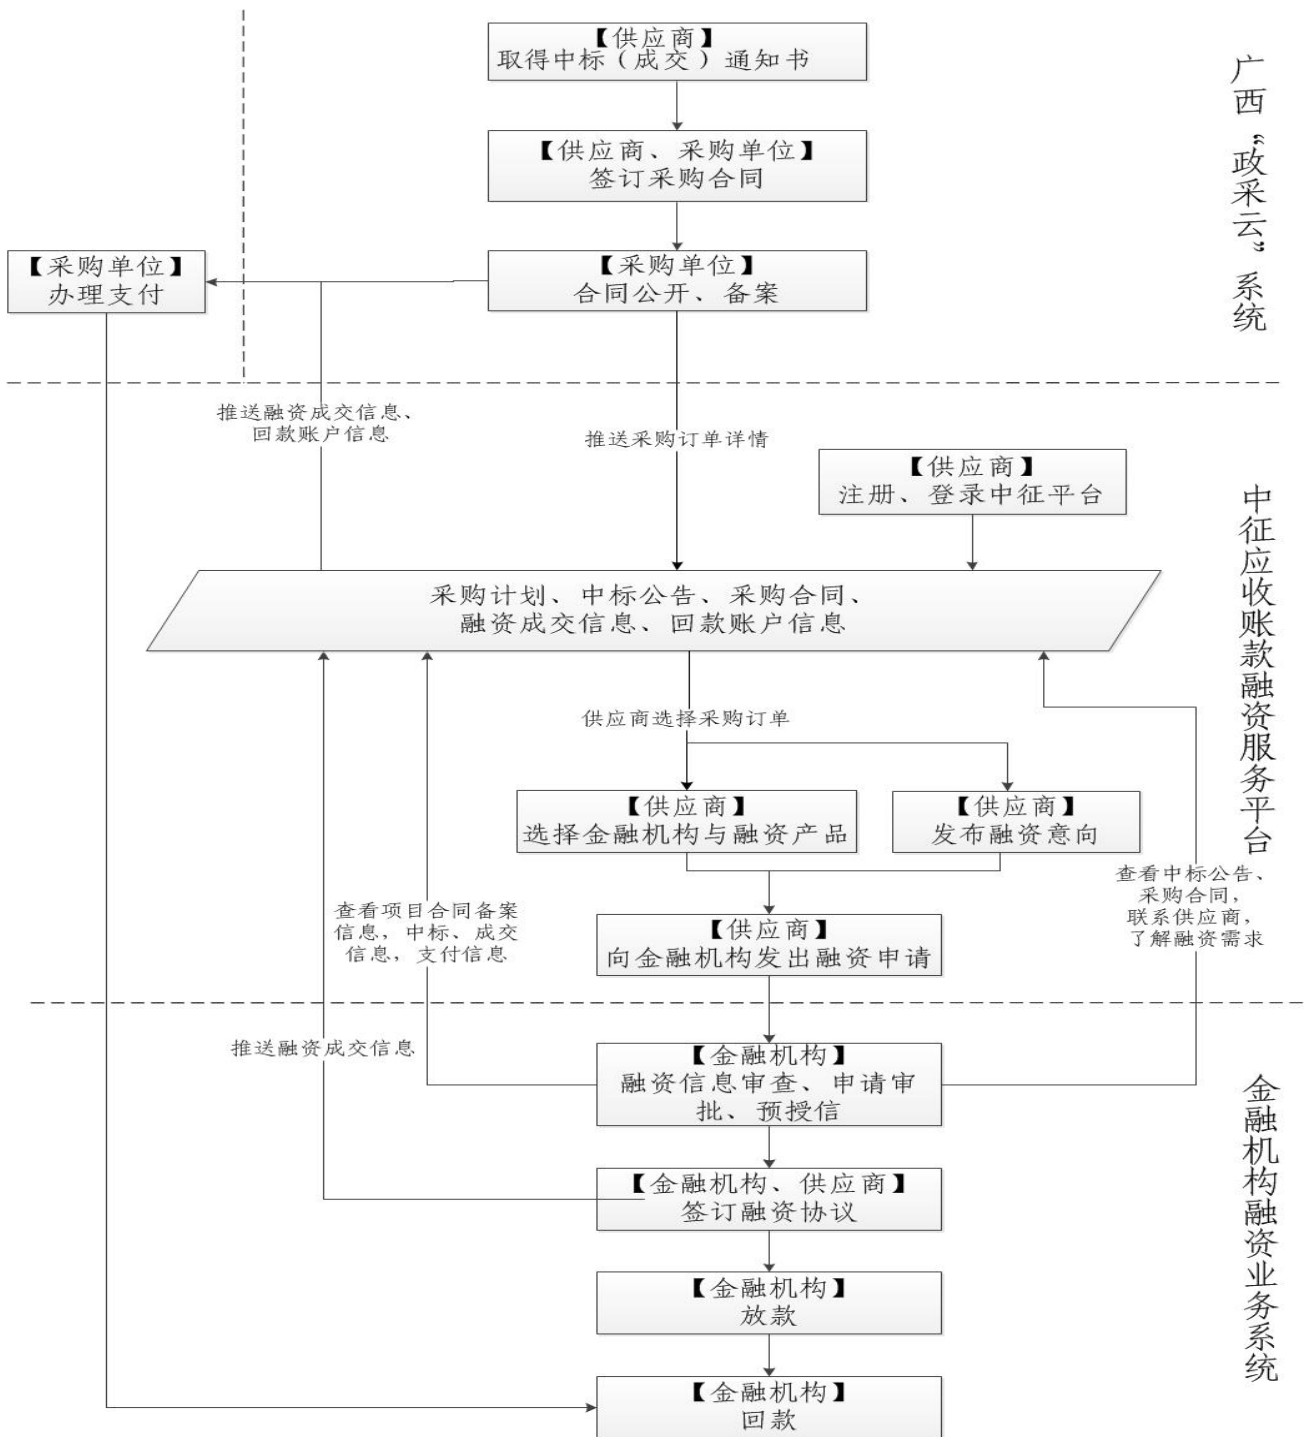 【供应商】
取得中标（成交）通知书
【供应商、采购单位】
签订采购合同
【采购单位】
办理支付
【采购单位】
合同公开、备案
广西“政采云”系统
推送融资成交信息、
回款账户信息
推送采购订单详情
【供应商】
注册、登录中征平台
采购计划、中标公告、采购合同、
融资成交信息、回款账户信息
供应商选择采购订单
【供应商】
选择金融机构与融资产品
【供应商】
发布融资意向
中征应收账款融资服务平台
查看项目合同备案
信息，中标、成交
信息，支付信息
【供应商】
向金融机构发出融资申请
查看中标公告、
采购合同，
联系供应商，
了解融资需求
推送融资成交信息
【金融机构】
融资信息审查、申请审
批、预授信
【金融机构、供应商】
签订融资协议
【金融机构】
放款
【金融机构】
回款
金融机构融资业务系统